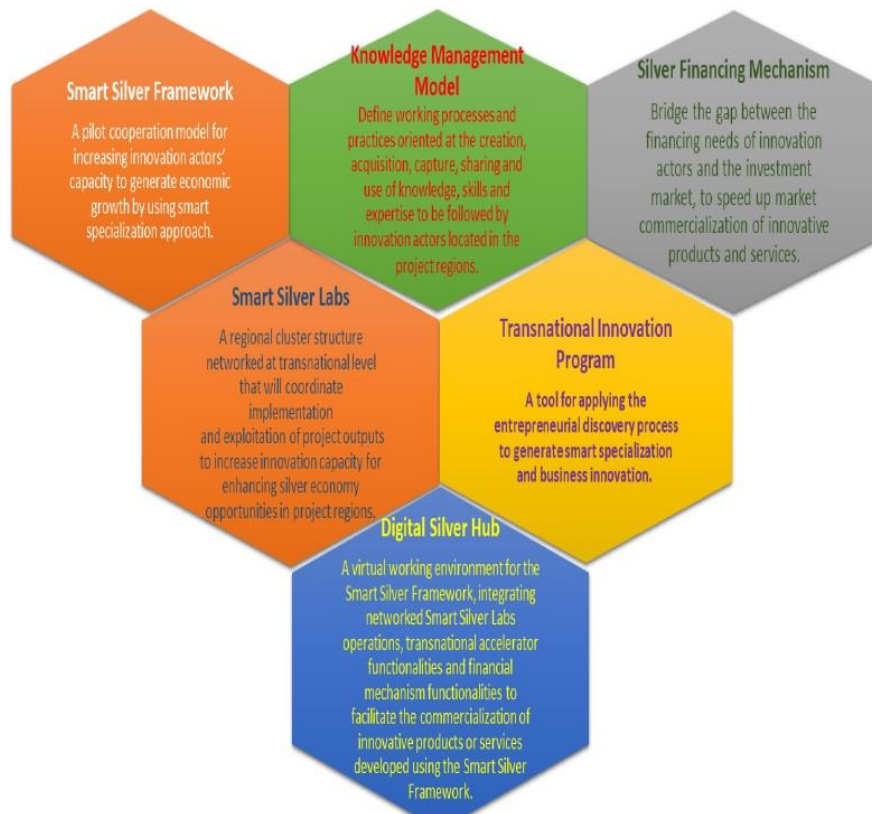 Smart Silver Framework
A pilot cooperation model for
increasing innovation actors'
capacity to generate economic
growth by using smart
specialization approach.
Knowledge Management
Model
Define working processes and
practices oriented at the creation,
acquisition, capture, sharing and
use of knowledge, skills and
expertise to be followed by
innovation actors located in the
project regions.
Silver Financing Mechanism
Bridge the gap between the
financing needs of innovation
actors and the investment
market, to speed up market
commercialization of innovative
products and services.
Smart Silver Labs
A regional cluster structure
networked at transnational level
that will coordinate
implementation
and exploitation of project outputs
to increase innovation capacity for
enhancing silver economy
opportunities in project regions.
Transnational Innovation
Program
A tool for applying the
entrepreneurial discovery process
to generate smart specialization
and business innovation.
Digital Silver Hub
A virtual working environment for the
Smart Silver Framework, integrating
networked Smart Silver Labs
operations, transnational accelerator
functionalities and financial
mechanism functionalities to
facilitate the commercialization of
innovative products or services
developed using the Smart Silver
Framework.